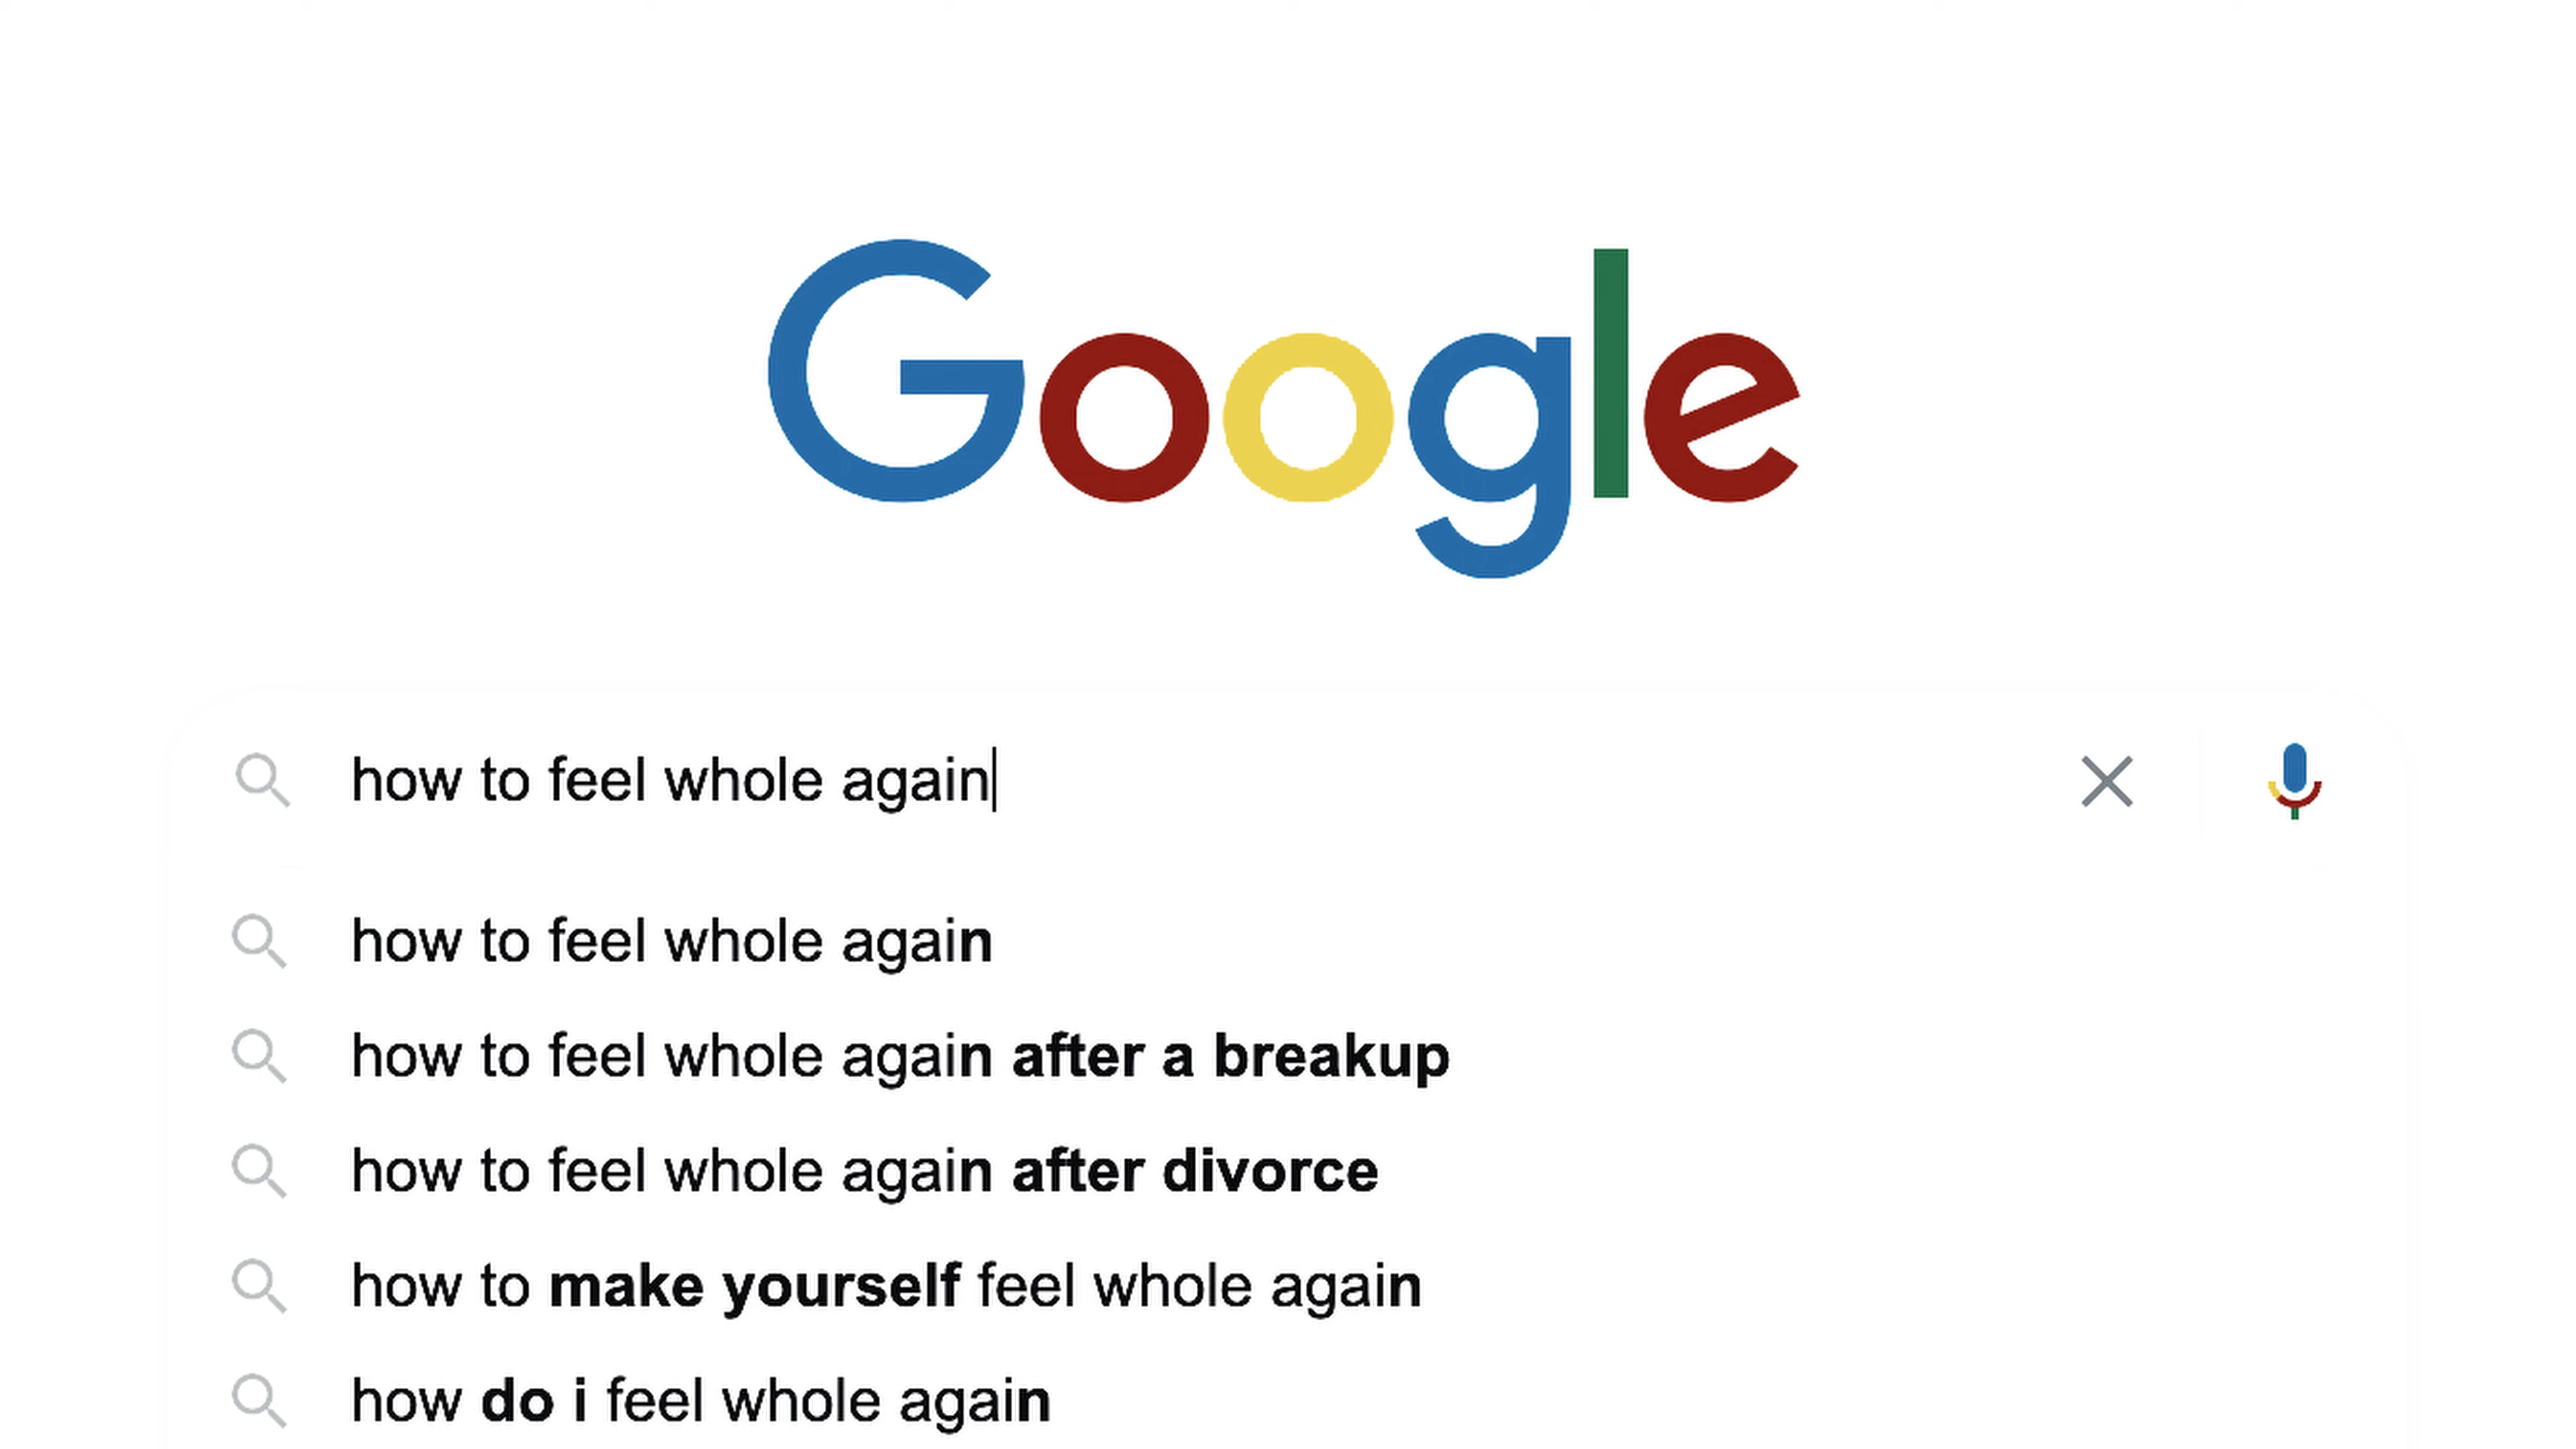 Google
how to feel whole again
how to feel whole again
how to feel whole again after a breakup
how to feel whole again after divorce
how to make yourself feel whole again
how do i feel whole again